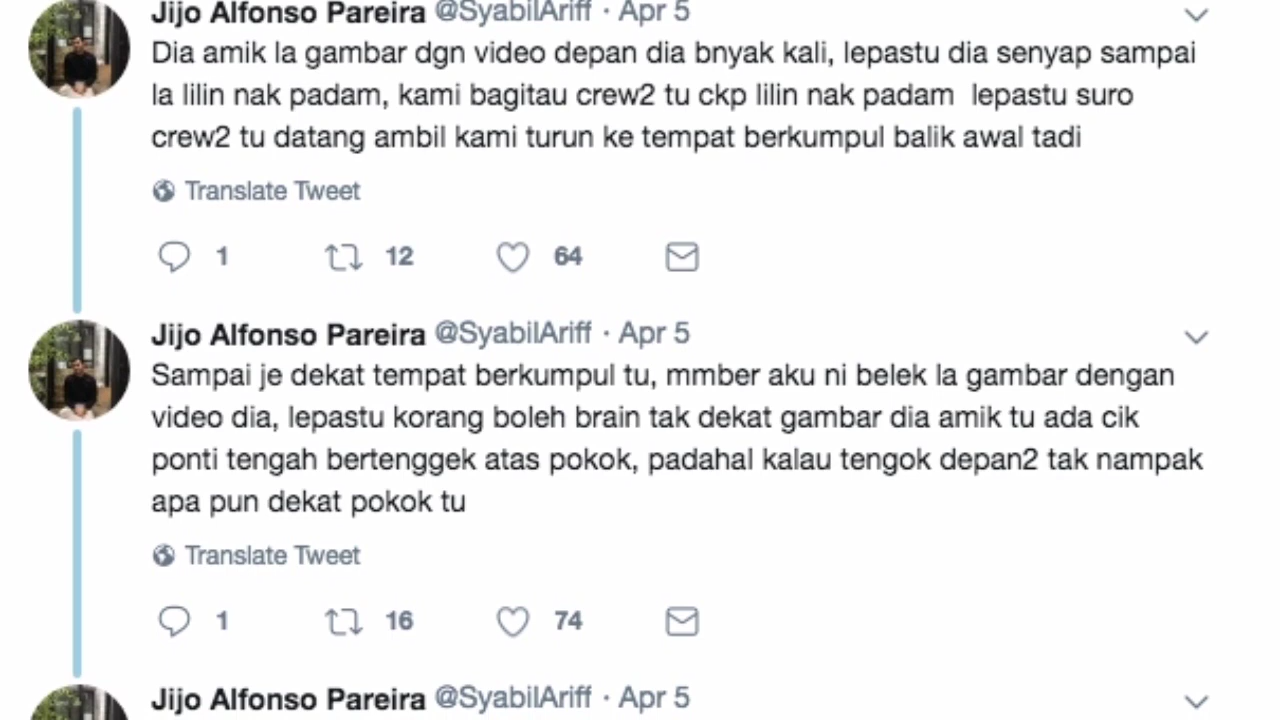 Jijo Alfonso Pareira @SyabilAriff · Apr 5
Dia amik la gambar dgn video depan dia bnyak kali, lepastu dia senyap sampai
la lilin nak padam, kami bagitau crew2 tu ckp lilin nak padam  lepastu suro
crew2 tu datang ambil kami turun ke tempat berkumpul balik awal tadi
Translate Tweet
1 12 64
Jijo Alfonso Pareira @SyabilAriff · Apr 5
Sampai je dekat tempat berkumpul tu, mmber aku ni belek la gambar dengan
video dia, lepastu korang boleh brain tak dekat gambar dia amik tu ada cik
ponti tengah bertenggek atas pokok, padahal kalau tengok depan2 tak nampak
apa pun dekat pokok tu
Translate Tweet
1 16 74
Jijo Alfonso Pareira @SyabilAriff · Apr 5